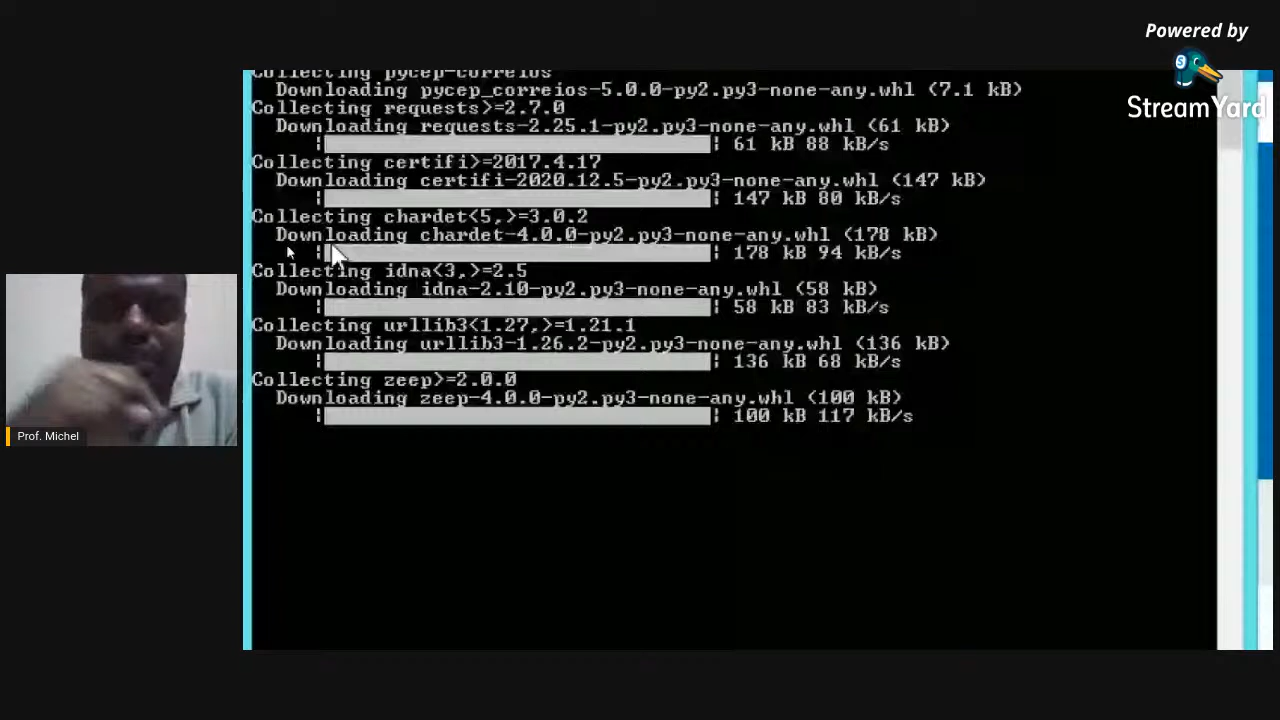 Powered by
StreamYard
Collecting pycep-correios
Downloading pycep_correios-5.0.0-py2.py3-none-any.whl (7.1 kB)
Collecting requests>=2.7.0
Downloading requests-2.25.1-py2.py3-none-any.whl (61 kB)
61 kB 88 kB/s
Collecting certifi>=2017.4.17
Downloading certifi-2020.12.5-py2.py3-none-any.whl (147 kB)
147 kB 80 kB/s
Collecting chardet<5,>=3.0.2
Downloading chardet-4.0.0-py2.py3-none-any.whl (178 kB)
178 kB 94 kB/s
Collecting idna<3,>=2.5
Downloading idna-2.10-py2.py3-none-any.whl (58 kB)
58 kB 83 kB/s
Collecting urllib3<1.27,>=1.21.1
Downloading urllib3-1.26.2-py2.py3-none-any.whl (136 kB)
136 kB 68 kB/s
Collecting zeep>=2.0.0
Downloading zeep-4.0.0-py2.py3-none-any.whl (100 kB)
100 kB 117 kB/s
Prof. Michel